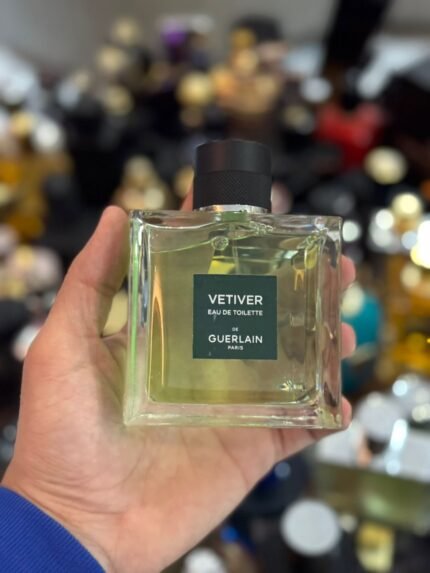 VETIVER
EAU DE TOILETTE
DE
GUERLAIN
PARIS